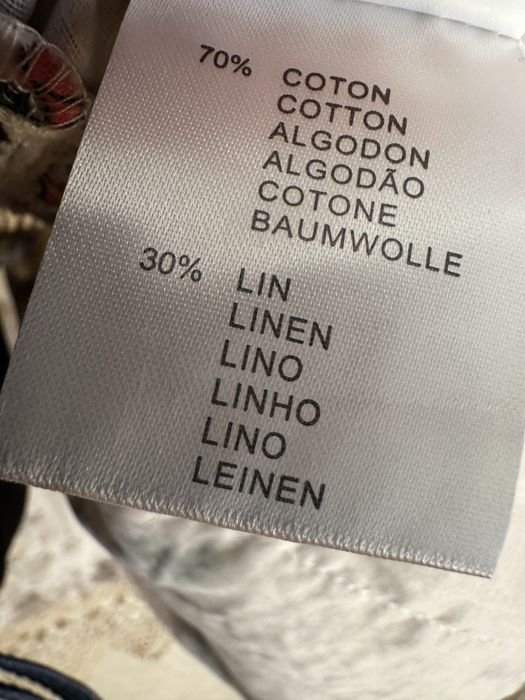 70% COTON
COTTON
ALGODON
ALGODÃO
COTONE
BAUMWOLLE
30% LIN
LINEN
LINO
LINHO
LINO
LEINEN